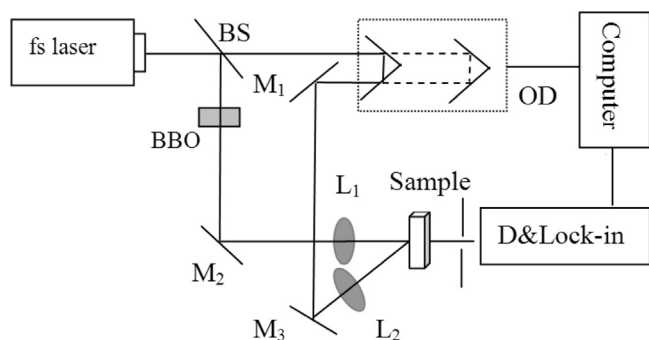 fs laser
BS
M₁
OD
Computer
BBO
L₁
Sample
D&Lock-in
M₂
M₃
L₂